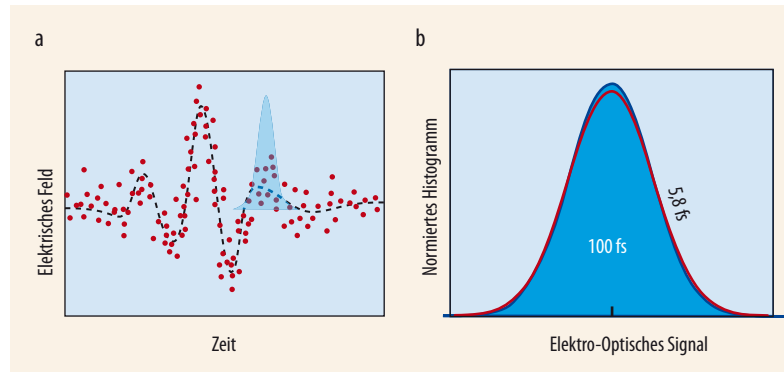 a
Elektrisches Feld
Zeit
b
Normiertes Histogramm
100 fs
5,8 fs
Elektro-Optisches Signal